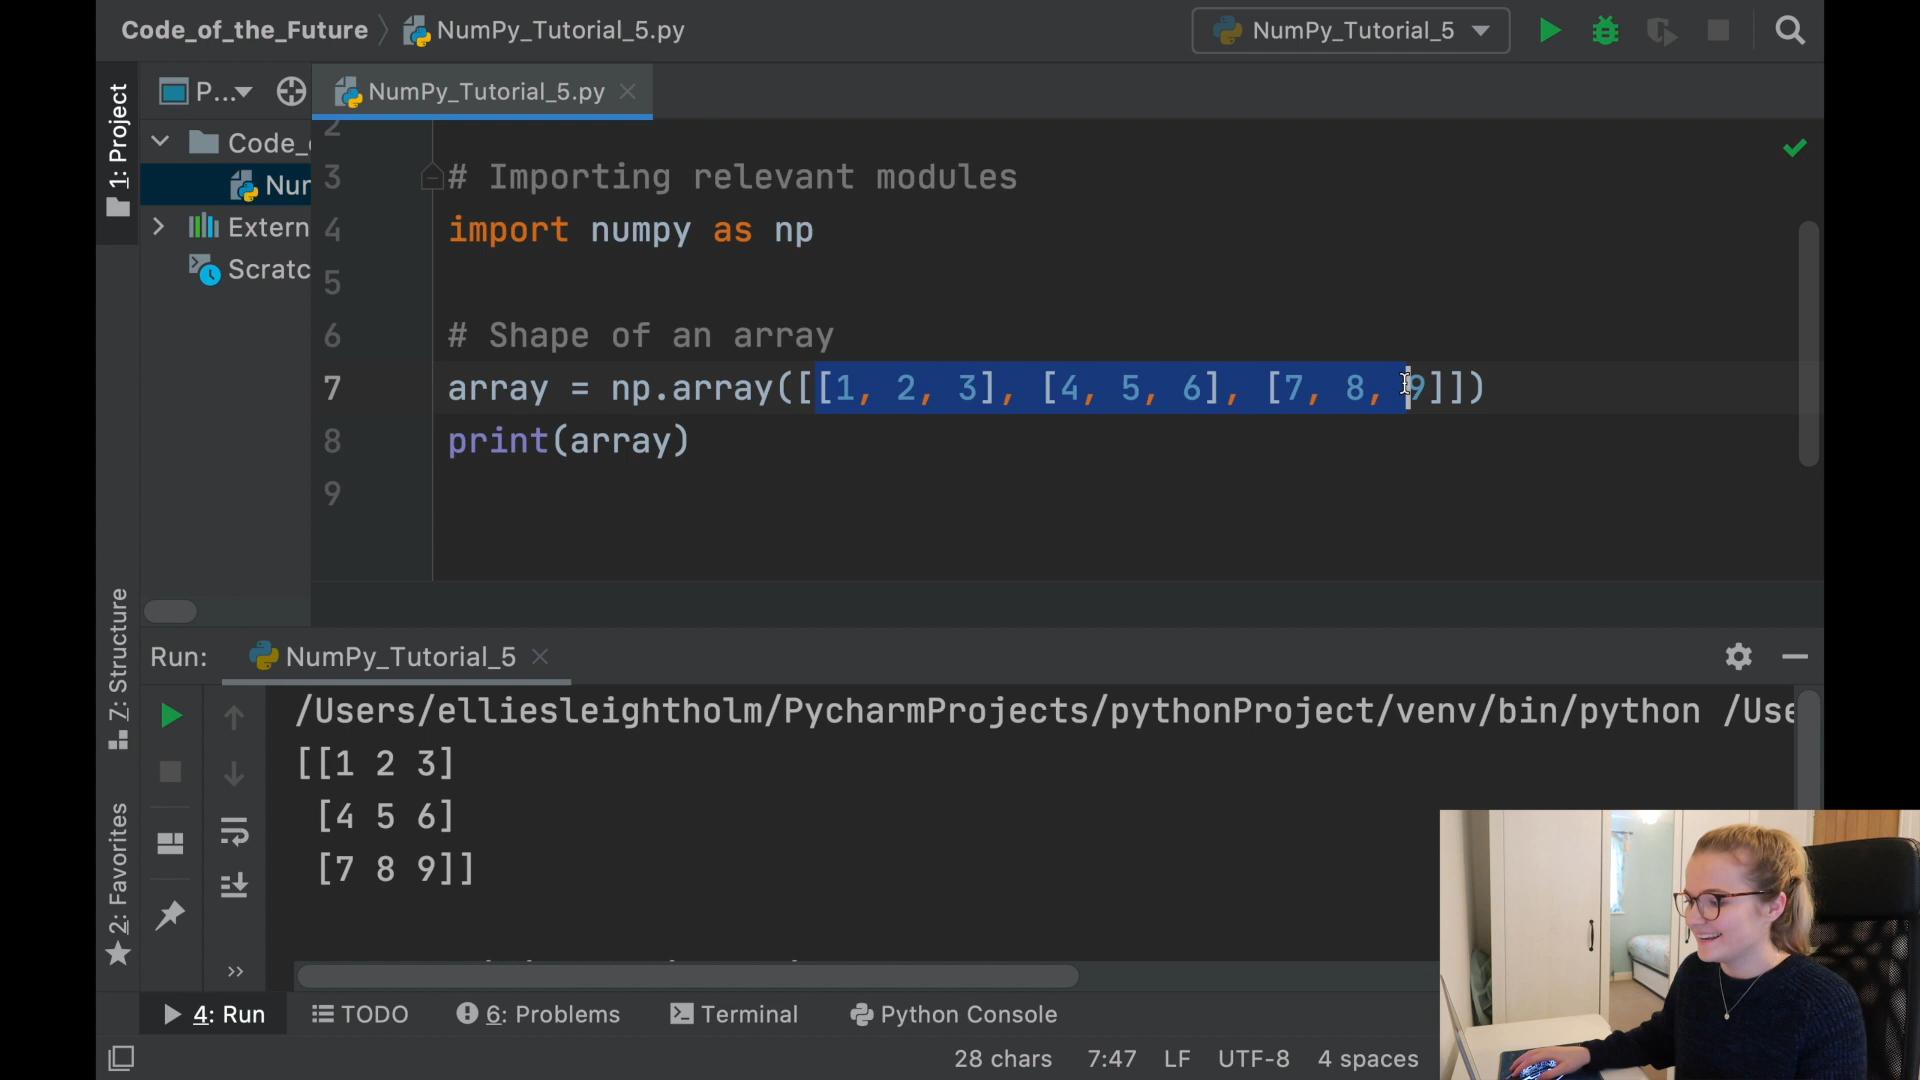 Code_of_the_Future
NumPy_Tutorial_5.py
NumPy_Tutorial_5
1: Project
P...
NumPy_Tutorial_5.py
Code_
Num
Extern
Scratc
2
3 # Importing relevant modules
4 import numpy as np
5
6 # Shape of an array
7 array = np.array([[1, 2, 3], [4, 5, 6], [7, 8, 9]])
8 print(array)
9
7: Structure
2: Favorites
Run: NumPy_Tutorial_5
/Users/elliesleightholm/PycharmProjects/pythonProject/venv/bin/python /Use
[[1 2 3]
[4 5 6]
[7 8 9]]
4: Run TODO 6: Problems Terminal Python Console
28 chars 7:47 LF UTF-8 4 spaces